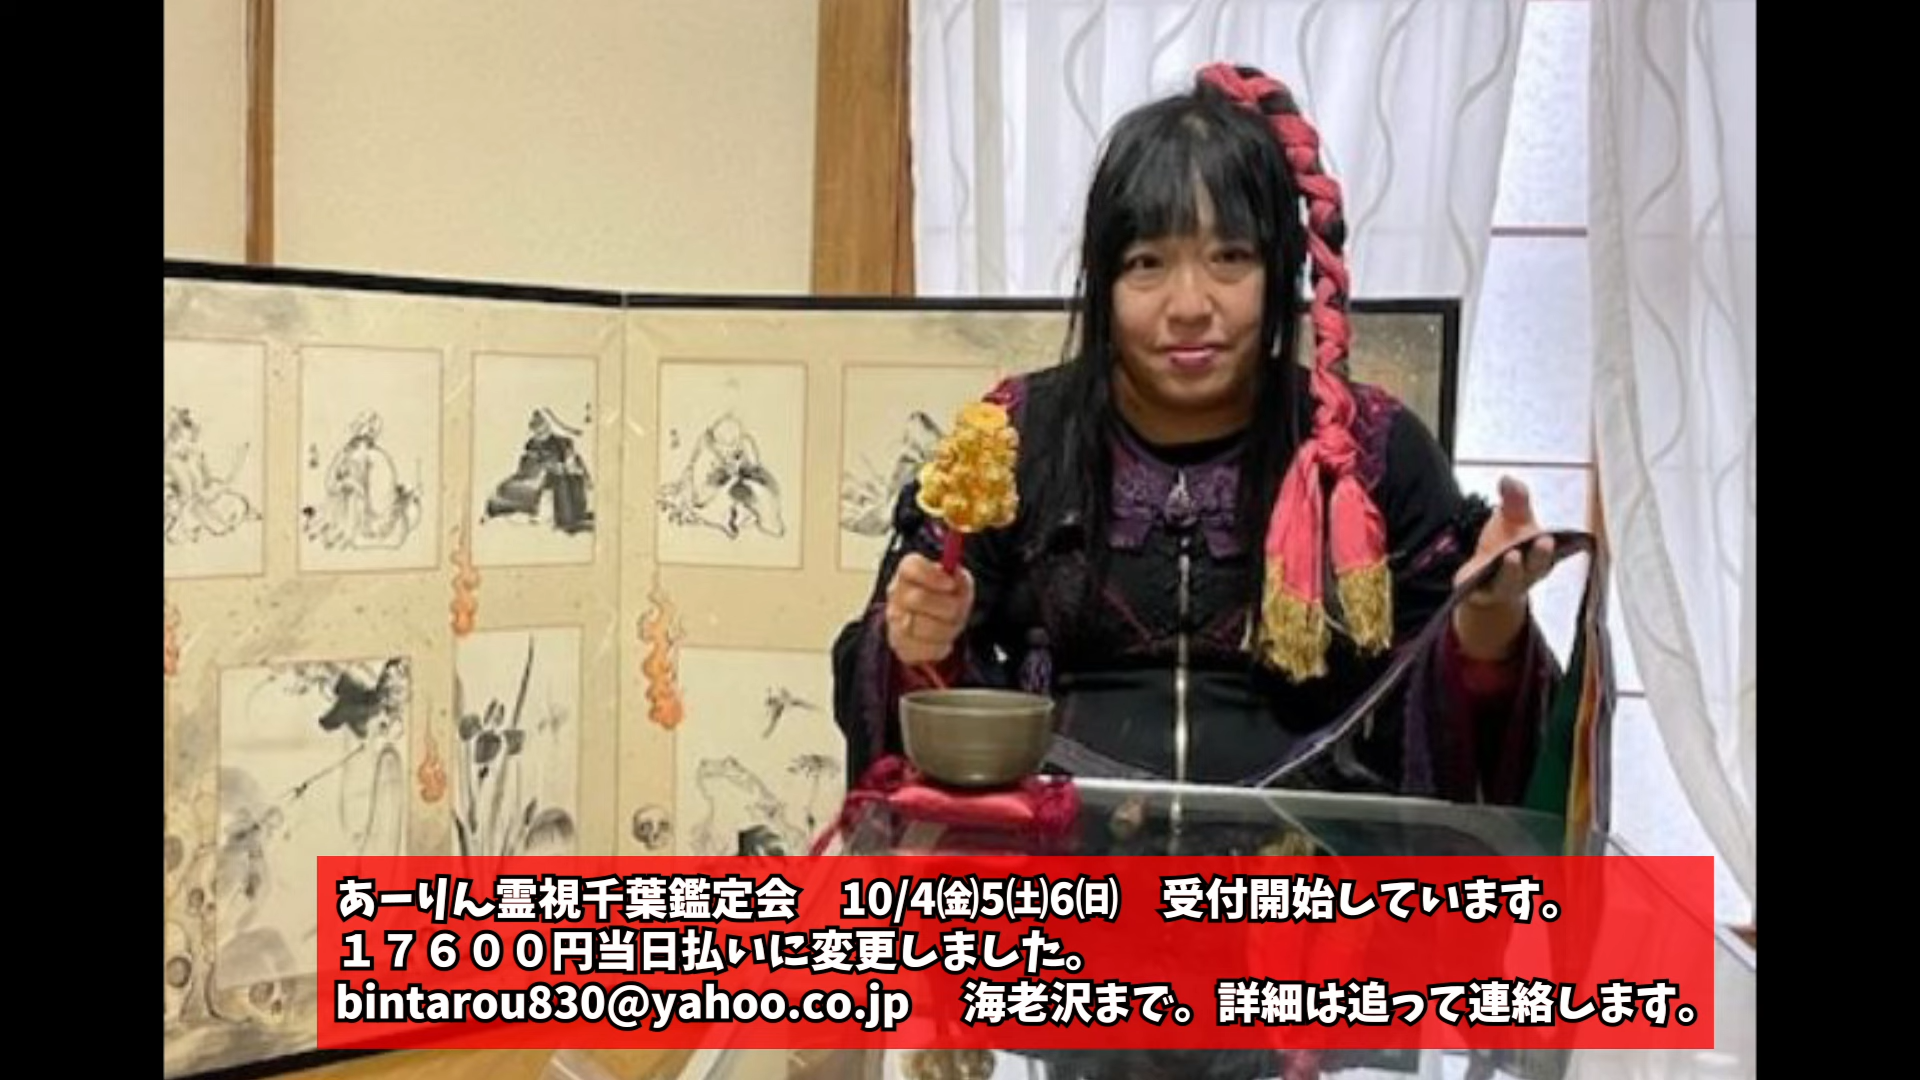 あーりん霊視千葉鑑定会　10/4㈮5㈯6㈰　受付開始しています。
１７６００円当日払いに変更しました。
bintarou830@yahoo.co.jp　海老沢まで。詳細は追って連絡します。